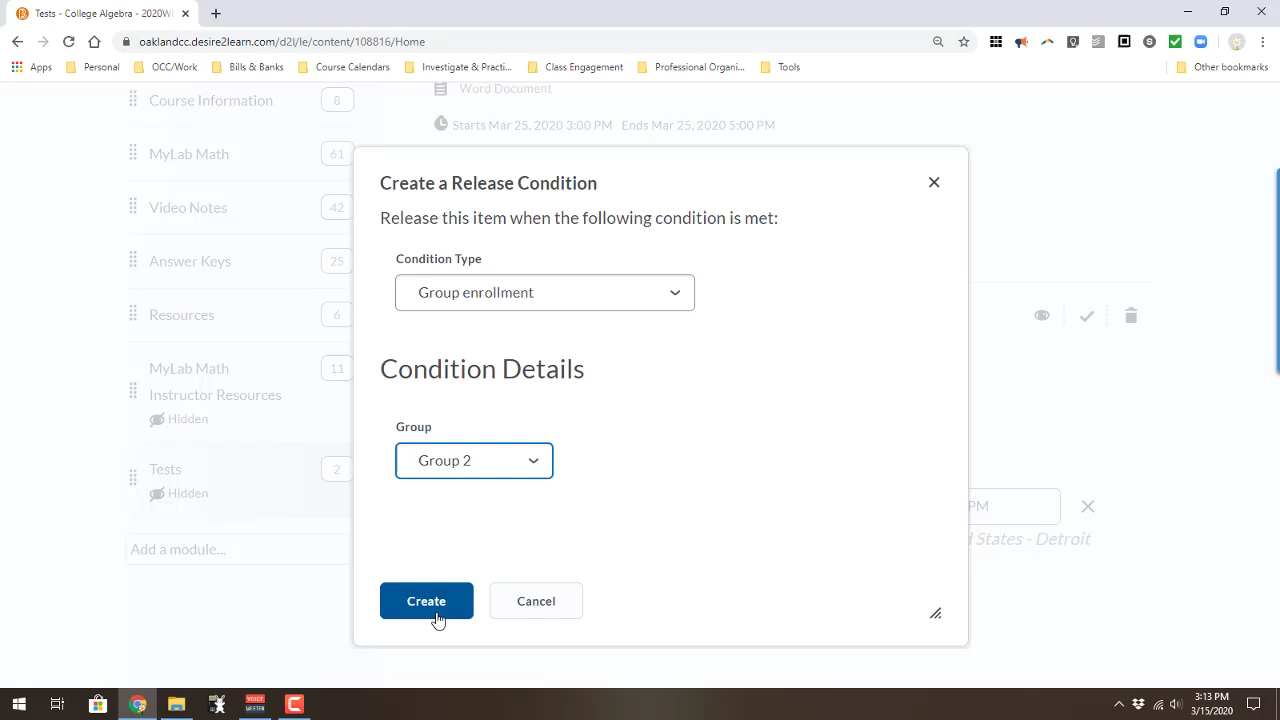 Tests - College Algebra - 2020W
oaklandcc.desire2learn.com/d2l/le/content/108816/Home
Apps
Personal
OCC/Work
Bills & Banks
Course Calendars
Investigate & Practi...
Class Engagement
Professional Organi...
Tools
Other bookmarks
Course Information
8
Word Document
Starts Mar 25, 2020 3:00 PM Ends Mar 25, 2020 5:00 PM
MyLab Math
61
Video Notes
42
Answer Keys
25
Resources
6
MyLab Math
Instructor Resources
11
Hidden
Tests
2
Hidden
Add a module...
Create a Release Condition
Release this item when the following condition is met:
Condition Type
Group enrollment
Condition Details
Group
Group 2
Create
Cancel
PM
d States - Detroit
VOICE
MEETER
3:13 PM
3/15/2020